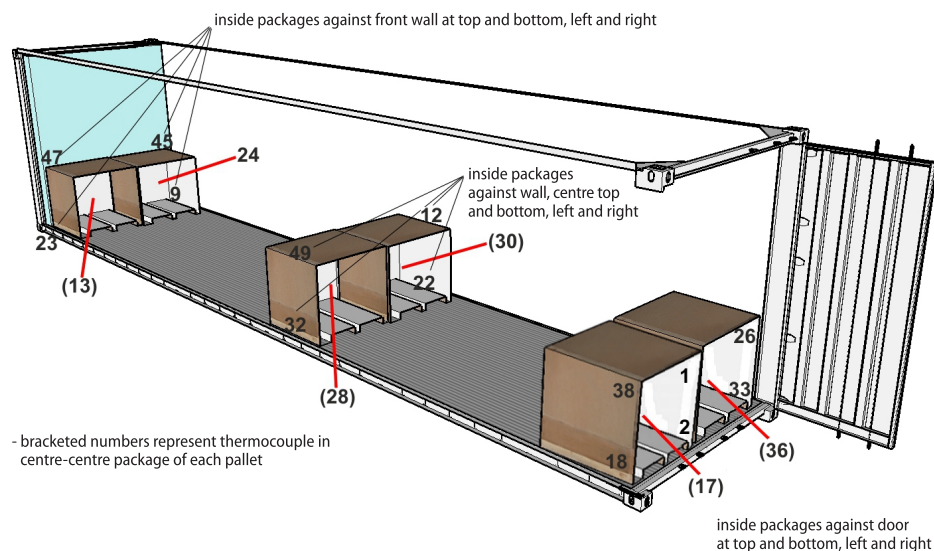 inside packages against front wall at top and bottom, left and right
47
45
24
9
23
(13)
inside packages
against wall, centre top
and bottom, left and right
12
49
(30)
22
32
(28)
26
1
38
33
2
18
(36)
(17)
- bracketed numbers represent thermocouple in
centre-centre package of each pallet
inside packages against door
at top and bottom, left and right